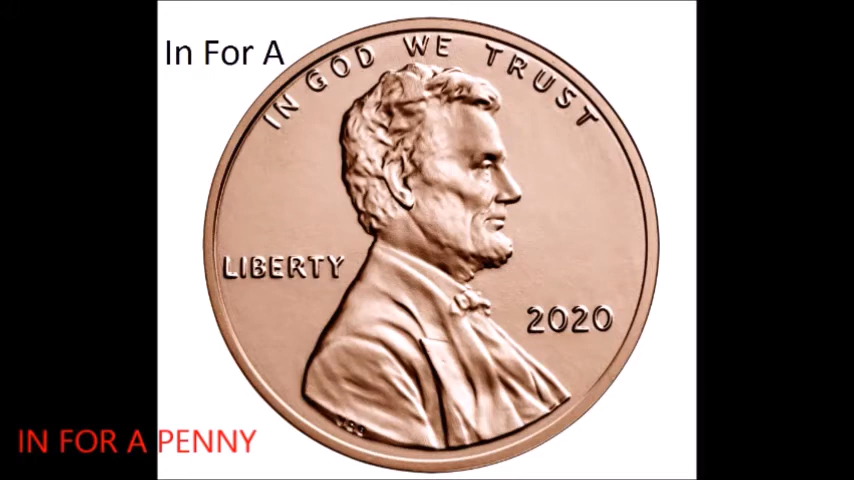 In For A
IN GOD WE TRUST
LIBERTY
2020
IN FOR A PENNY